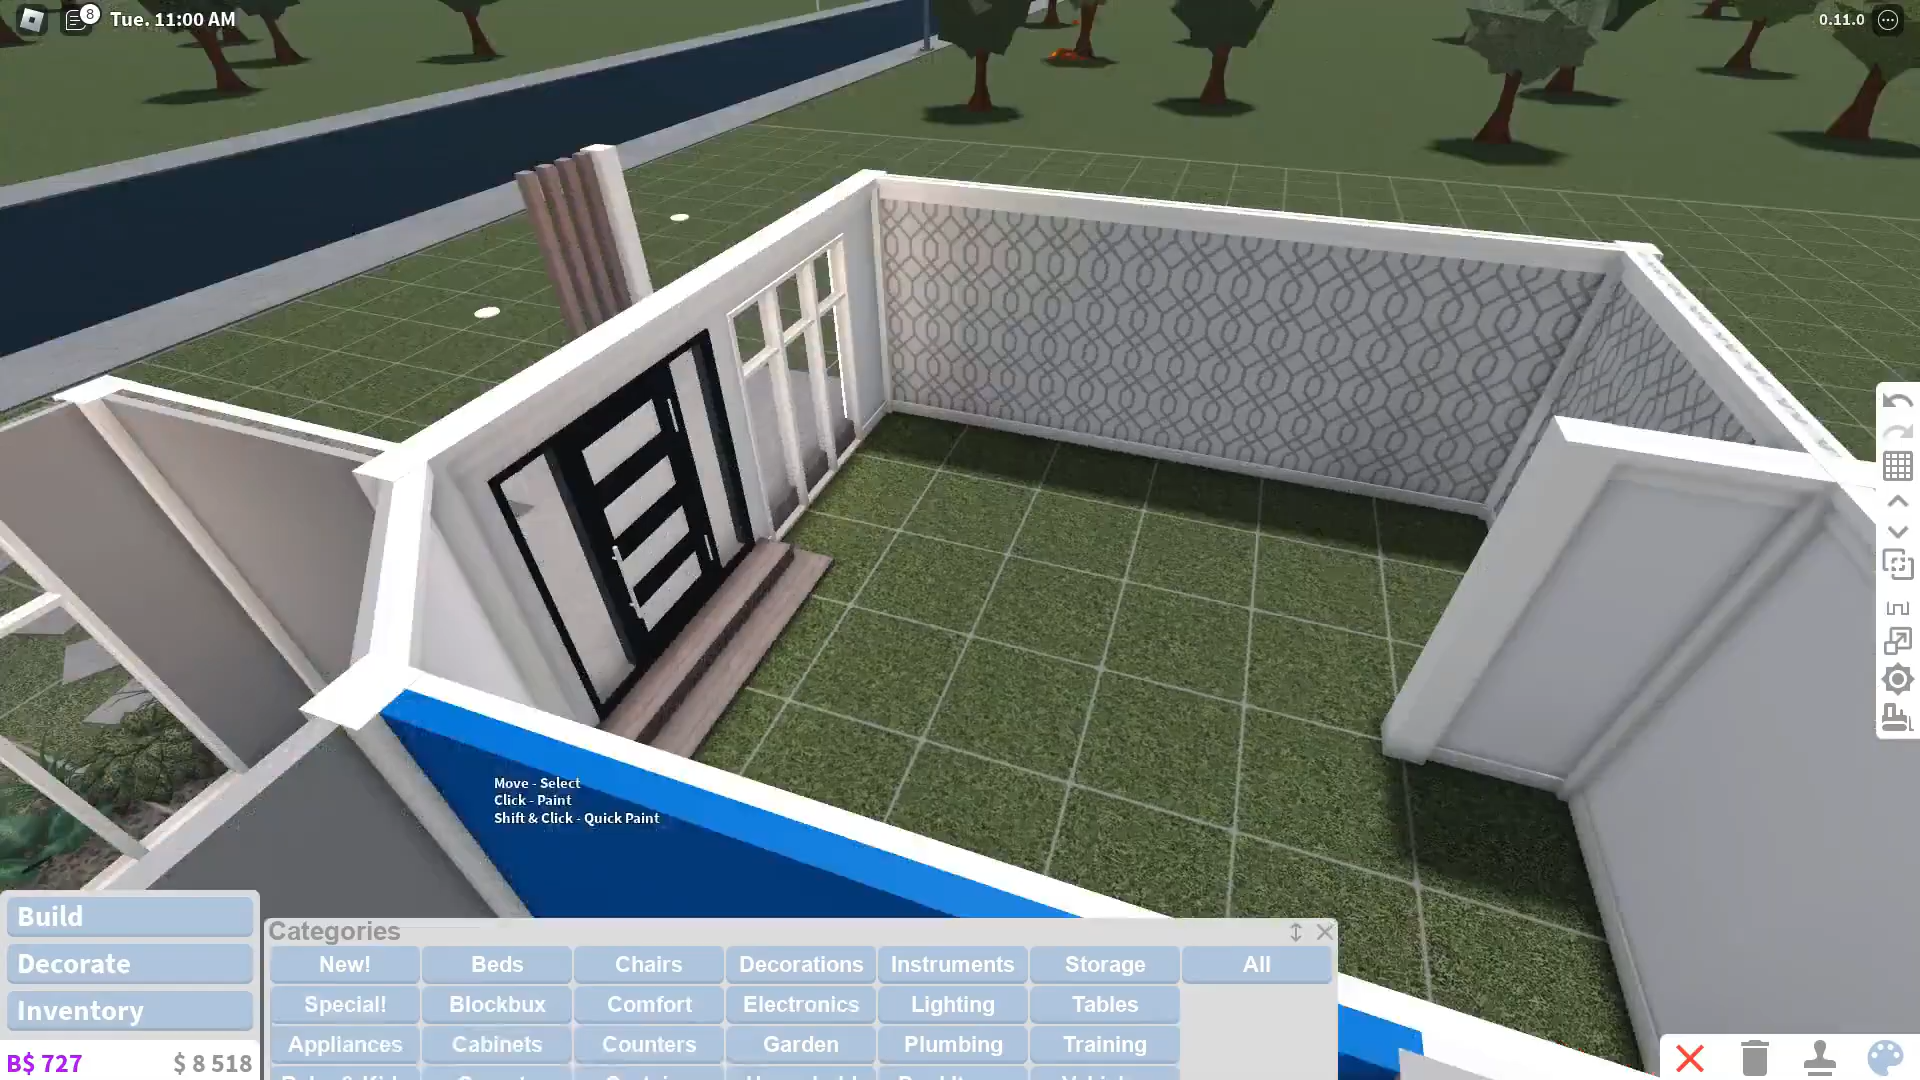 8
Tue. 11:00 AM
0.11.0
Move - Select
Click - Paint
Shift & Click - Quick Paint
Build
Decorate
Inventory
B$ 727
$ 8 518
Categories
New! Beds Chairs Decorations Instruments Storage All
Special! Blockbux Comfort Electronics Lighting Tables
Appliances Cabinets Counters Garden Plumbing Training